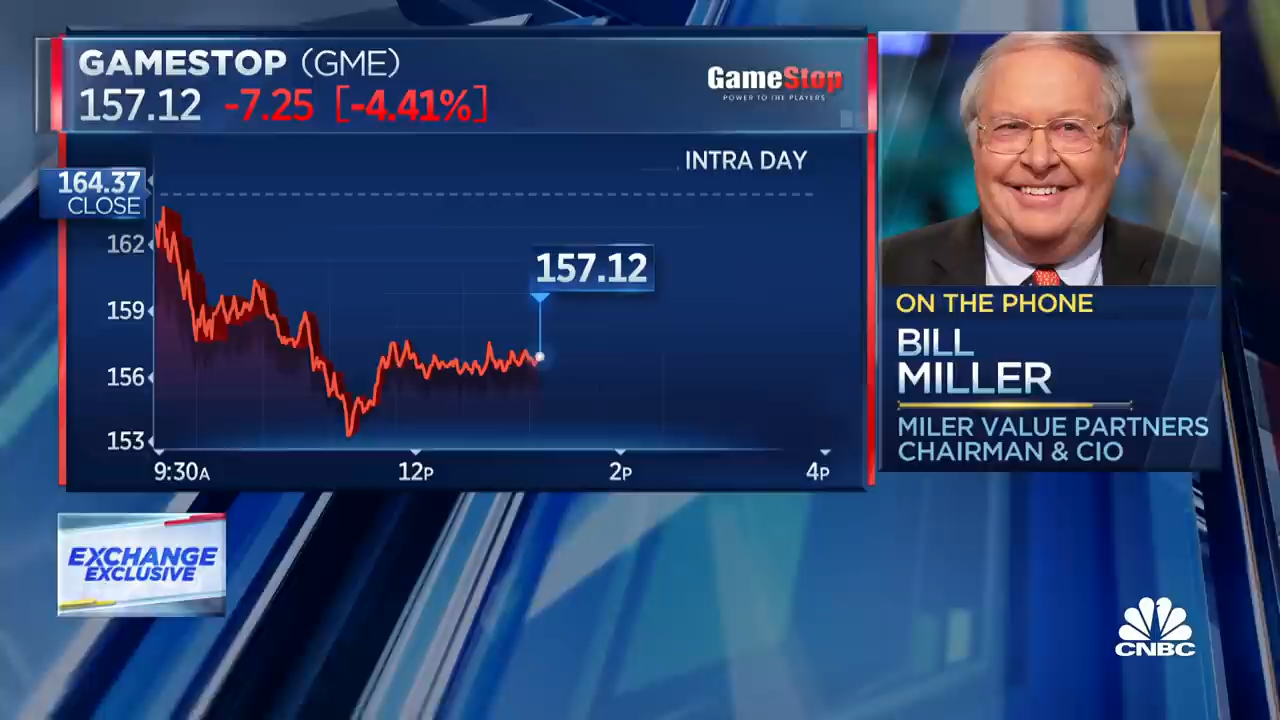 GAMESTOP (GME)
157.12 -7.25 [-4.41%]
GameStop
POWER TO THE PLAYERS
INTRA DAY
164.37
CLOSE
162
159
156
153
157.12
9:30A
12P
2P
4P
ON THE PHONE
BILL
MILLER
MILER VALUE PARTNERS
CHAIRMAN & CIO
EXCHANGE
EXCLUSIVE
CNBC